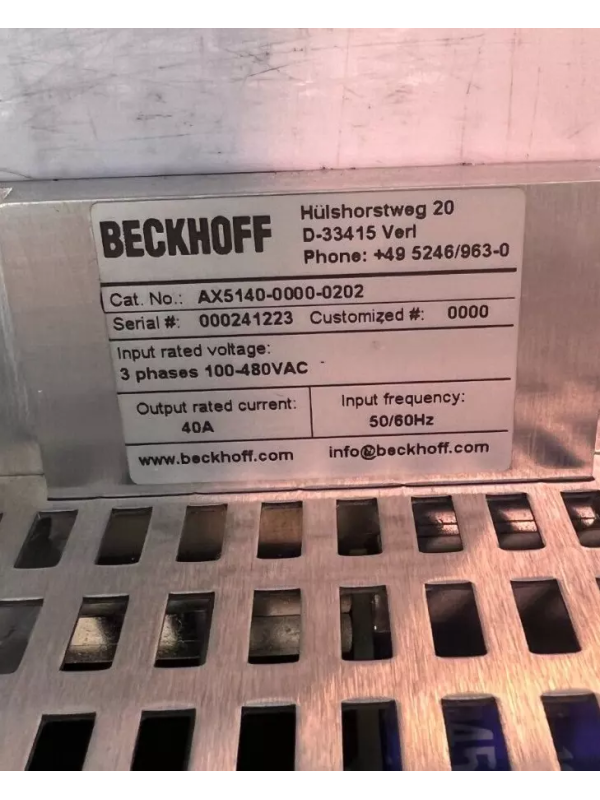 BECKHOFF
Hülshorstweg 20
D-33415 Verl
Phone: +49 5246/963-0
Cat. No.: AX5140-0000-0202
Serial #: 000241223 Customized #: 0000
Input rated voltage:
3 phases 100-480VAC
Output rated current:
40A
Input frequency:
50/60Hz
www.beckhoff.com
info@beckhoff.com
45